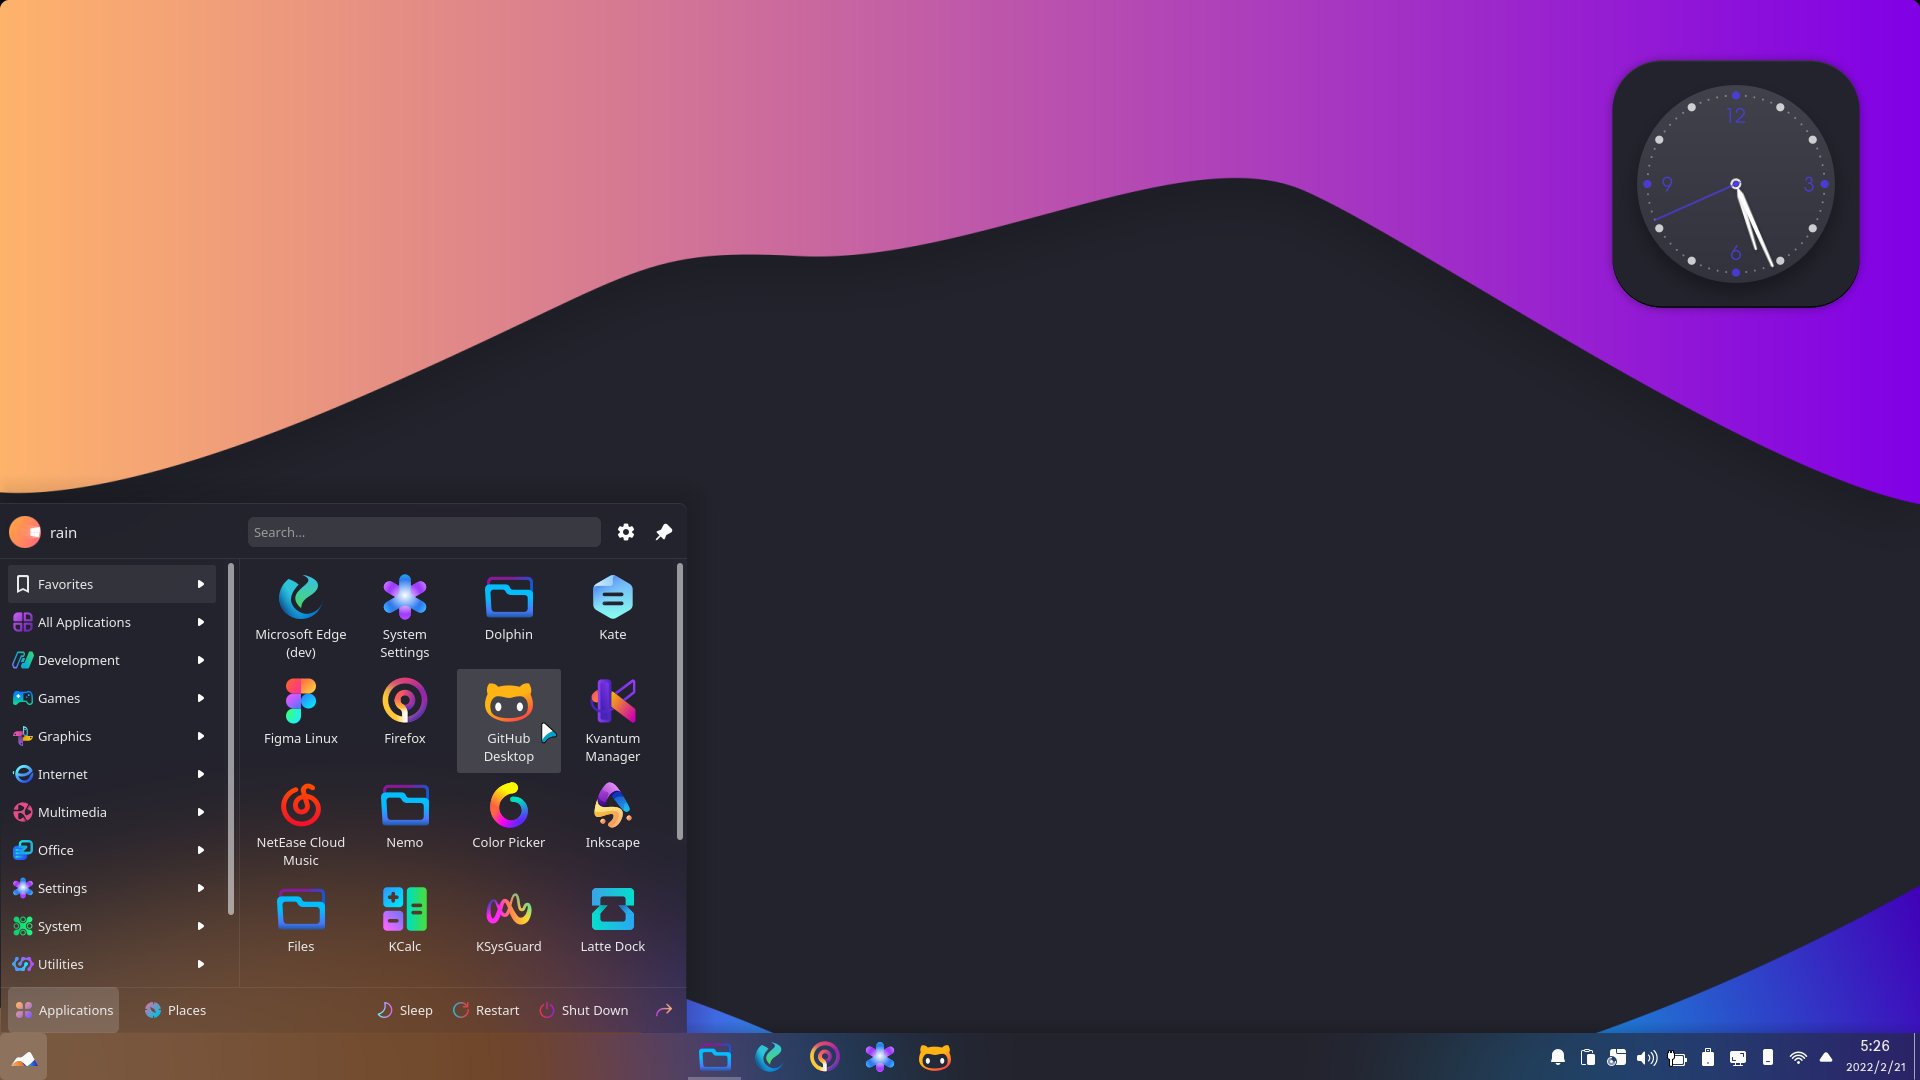 12
9
3
6
rain
Search...
Favorites
All Applications
Development
Games
Graphics
Internet
Multimedia
Office
Settings
System
Utilities
Microsoft Edge
(dev)
System
Settings
Dolphin
Kate
Figma Linux
Firefox
GitHub
Desktop
Kvantum
Manager
NetEase Cloud
Music
Nemo
Color Picker
Inkscape
Files
KCalc
KSysGuard
Latte Dock
Applications
Places
Sleep
Restart
Shut Down
5:26
2022/2/21